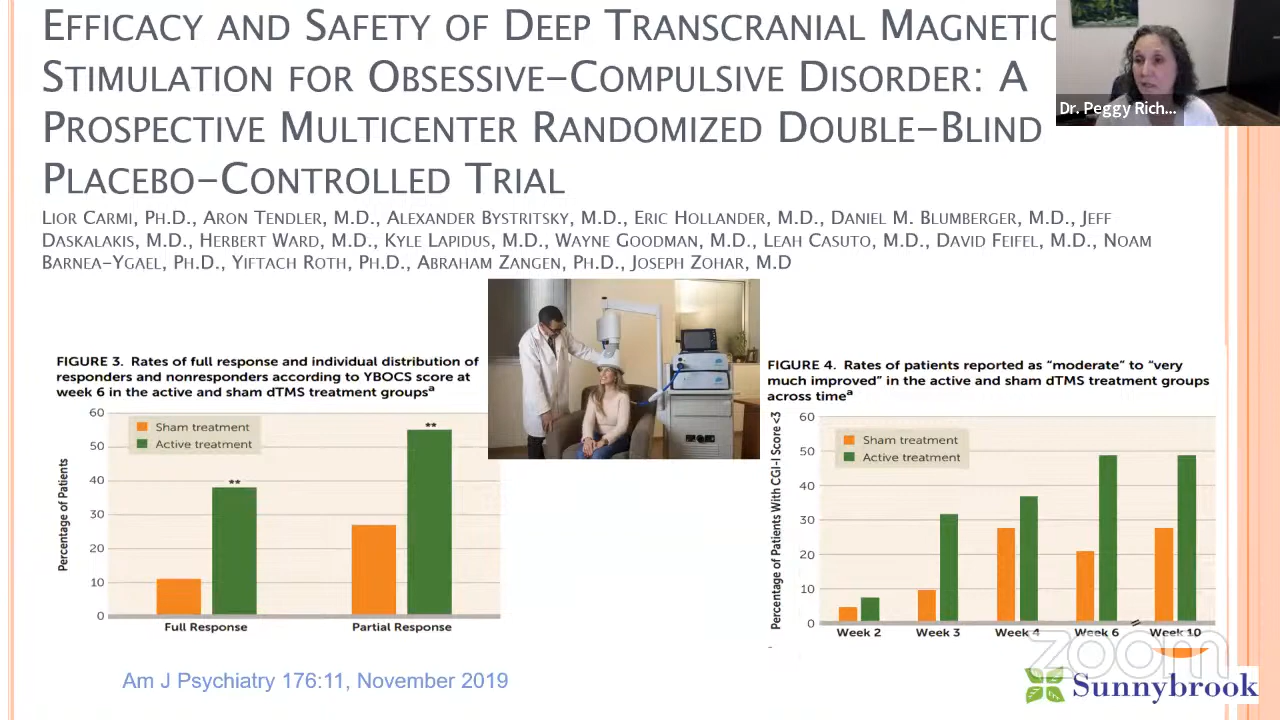 EFFICACY AND SAFETY OF DEEP TRANSCRANIAL MAGNETIC
STIMULATION FOR OBSESSIVE–COMPULSIVE DISORDER: A
PROSPECTIVE MULTICENTER RANDOMIZED DOUBLE–BLIND
PLACEBO–CONTROLLED TRIAL
Dr. Peggy Rich...
LIOR CARMI, PH.D., ARON TENDLER, M.D., ALEXANDER BYSTRITSKY, M.D., ERIC HOLLANDER, M.D., DANIEL M. BLUMBERGER, M.D., JEFF
DASKALAKIS, M.D., HERBERT WARD, M.D., KYLE LAPIDUS, M.D., WAYNE GOODMAN, M.D., LEAH CASUTO, M.D., DAVID FEIFEL, M.D., NOAM
BARNEA-YGAEL, PH.D., YIFTACH ROTH, PH.D., ABRAHAM ZANGEN, PH.D., JOSEPH ZOHAR, M.D
FIGURE 3. Rates of full response and individual distribution of
responders and nonresponders according to YBOCS score at
week 6 in the active and sham dTMS treatment groupsa
60
50
40
30
20
10
0
Percentage of Patients
Sham treatment
Active treatment
**
**
Full Response
Partial Response
FIGURE 4. Rates of patients reported as “moderate” to “very
much improved” in the active and sham dTMS treatment groups
across timea
60
50
40
30
20
10
0
Percentage of Patients With CGI-I Score <3
Sham treatment
Active treatment
Week 2
Week 3
Week 4
Week 6
Week 10
zoom
Am J Psychiatry 176:11, November 2019
Sunnybrook